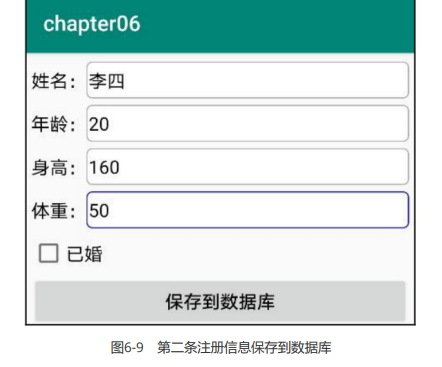 chapter06
姓名：李四
年龄：20
身高：160
体重：50
已婚
保存到数据库
图6-9 第二条注册信息保存到数据库